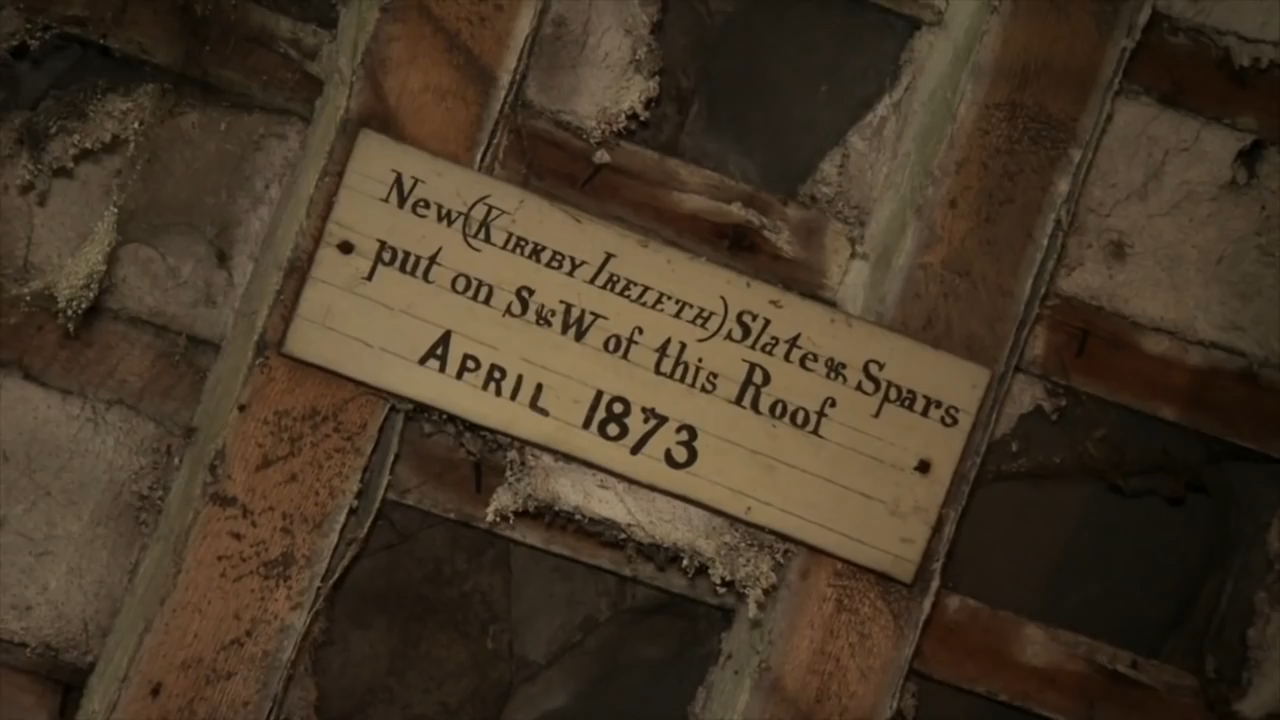 New (Kirkby Ireleth) Slate & Spars
put on S & W of this Roof
April 1873